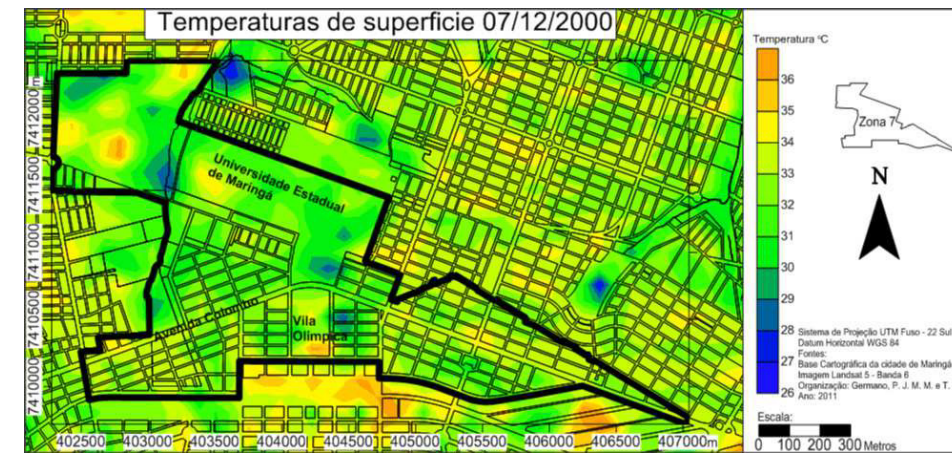 Temperaturas de superficie 07/12/2000
m
7412000
7411500
7411000
7410500
7410000
Universidade Estadual
de Maringá
Avenida Colombo
Vila
Olimpica
402500
403000
403500
404000
404500
405000
405500
406000
406500
407000m
Temperatura ºC
36
35
34
33
32
31
30
29
28
27
26
Zona 7
N
Sistema de Projeção UTM Fuso - 22 Sul
Datum Horizontal WGS 84
Fontes:
Base Cartográfica da cidade de Maringá
Imagem Landsat 5 - Banda 6
Organização: Germano, P. J. M. M. e T.
Ano: 2011
Escala:
0 100 200 300 Metros